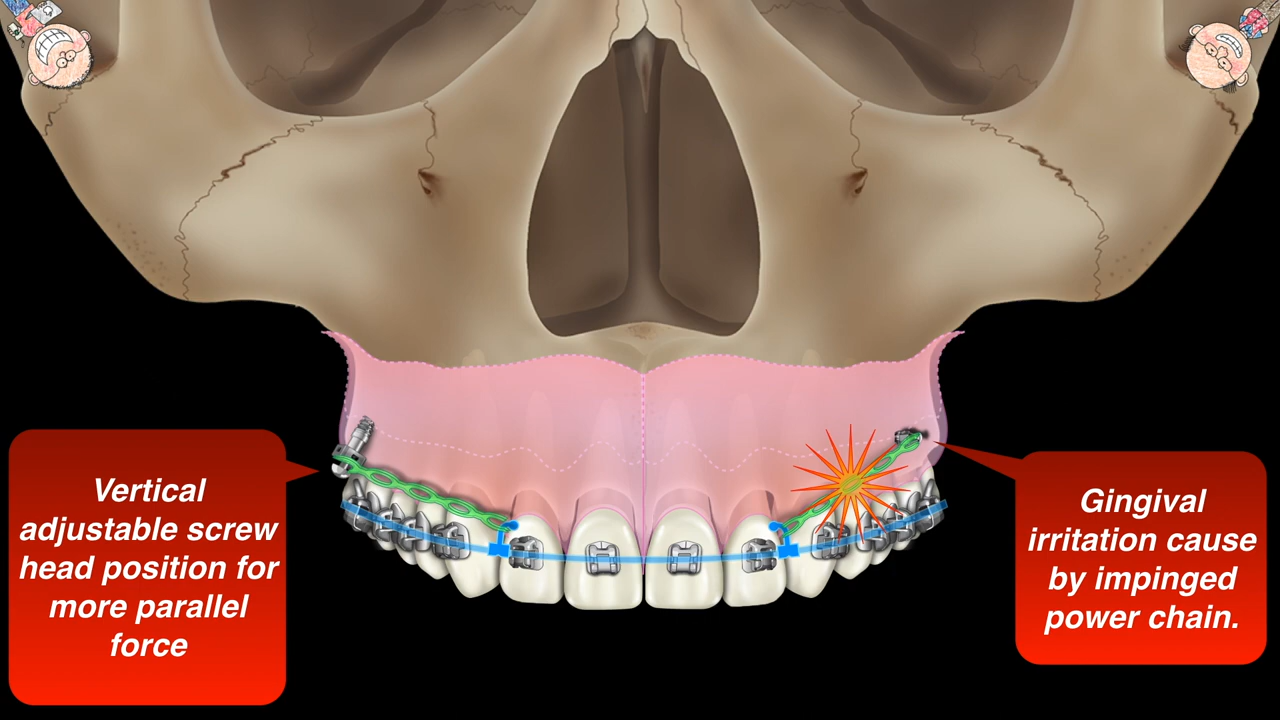 Vertical
adjustable screw
head position for
more parallel
force
Gingival
irritation cause
by impinged
power chain.